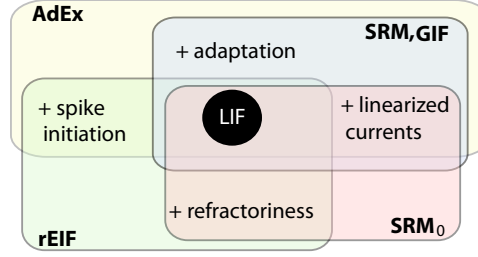 AdEx
SRM,GIF
+ adaptation
+ spike
initiation
LIF
+ linearized
currents
+ refractoriness
rEIF
SRM0